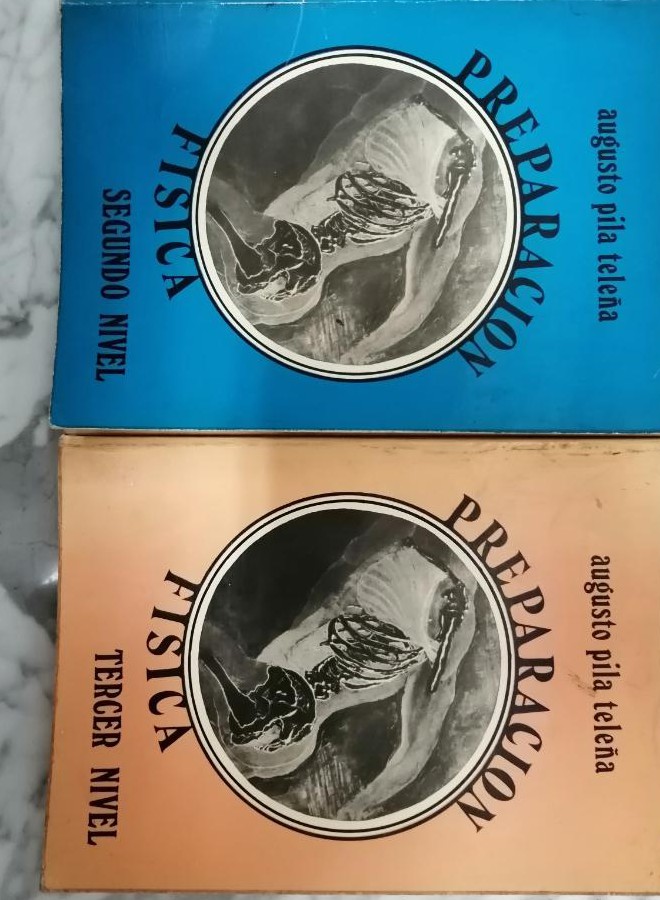 augusto pila teleña
PREPARACION
FISICA
SEGUNDO NIVEL
augusto pila teleña
PREPARACION
FISICA
TERCER NIVEL